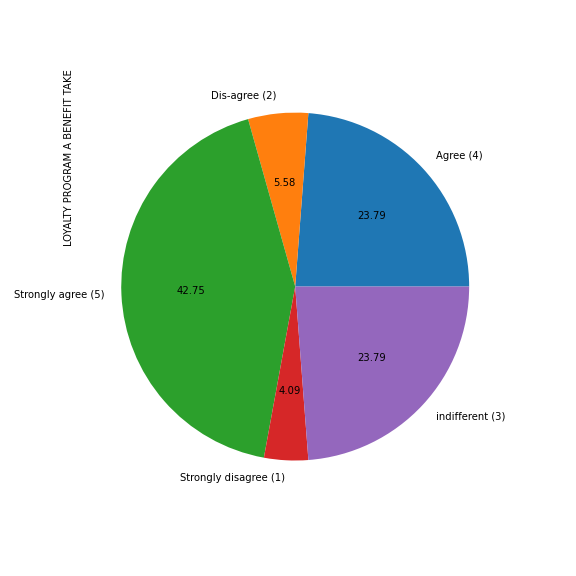 LOYALTY PROGRAM A BENEFIT TAKE
Dis-agree (2)
Agree (4)
5.58
23.79
Strongly agree (5)
42.75
23.79
4.09
indifferent (3)
Strongly disagree (1)